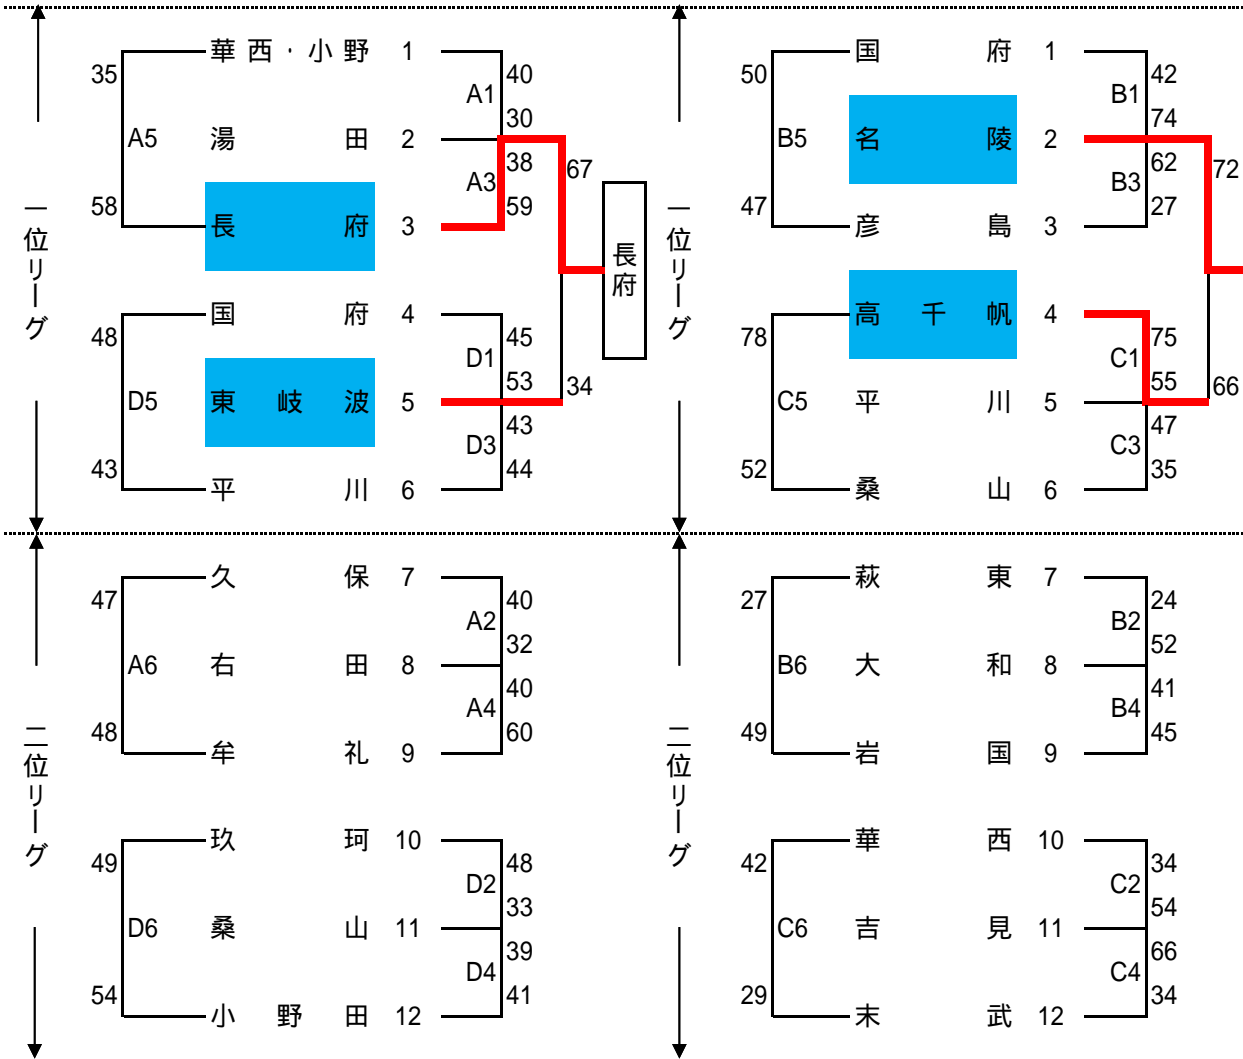 華西・小野 1
35
40
A1
30
A5
湯田 2
38
A3
59
67
58
長府 3
長府
一位リーグ
国府 4
48
45
D1
53
D5
東岐波 5
34
43
D3
44
43
平川 6
国府 1
50
42
B1
74
B5
名陵 2
62
B3
27
72
47
彦島 3
一位リーグ
高千帆 4
78
75
C1
55
C5
平川 5
66
47
C3
35
52
桑山 6
久保 7
47
40
A2
32
A6
右田 8
40
A4
60
48
牟礼 9
二位リーグ
玖珂 10
49
48
D2
33
D6
桑山 11
39
D4
41
54
小野田 12
萩東 7
27
24
B2
52
B6
大和 8
41
B4
45
49
岩国 9
二位リーグ
華西 10
42
34
C2
54
C6
吉見 11
66
C4
34
29
末武 12